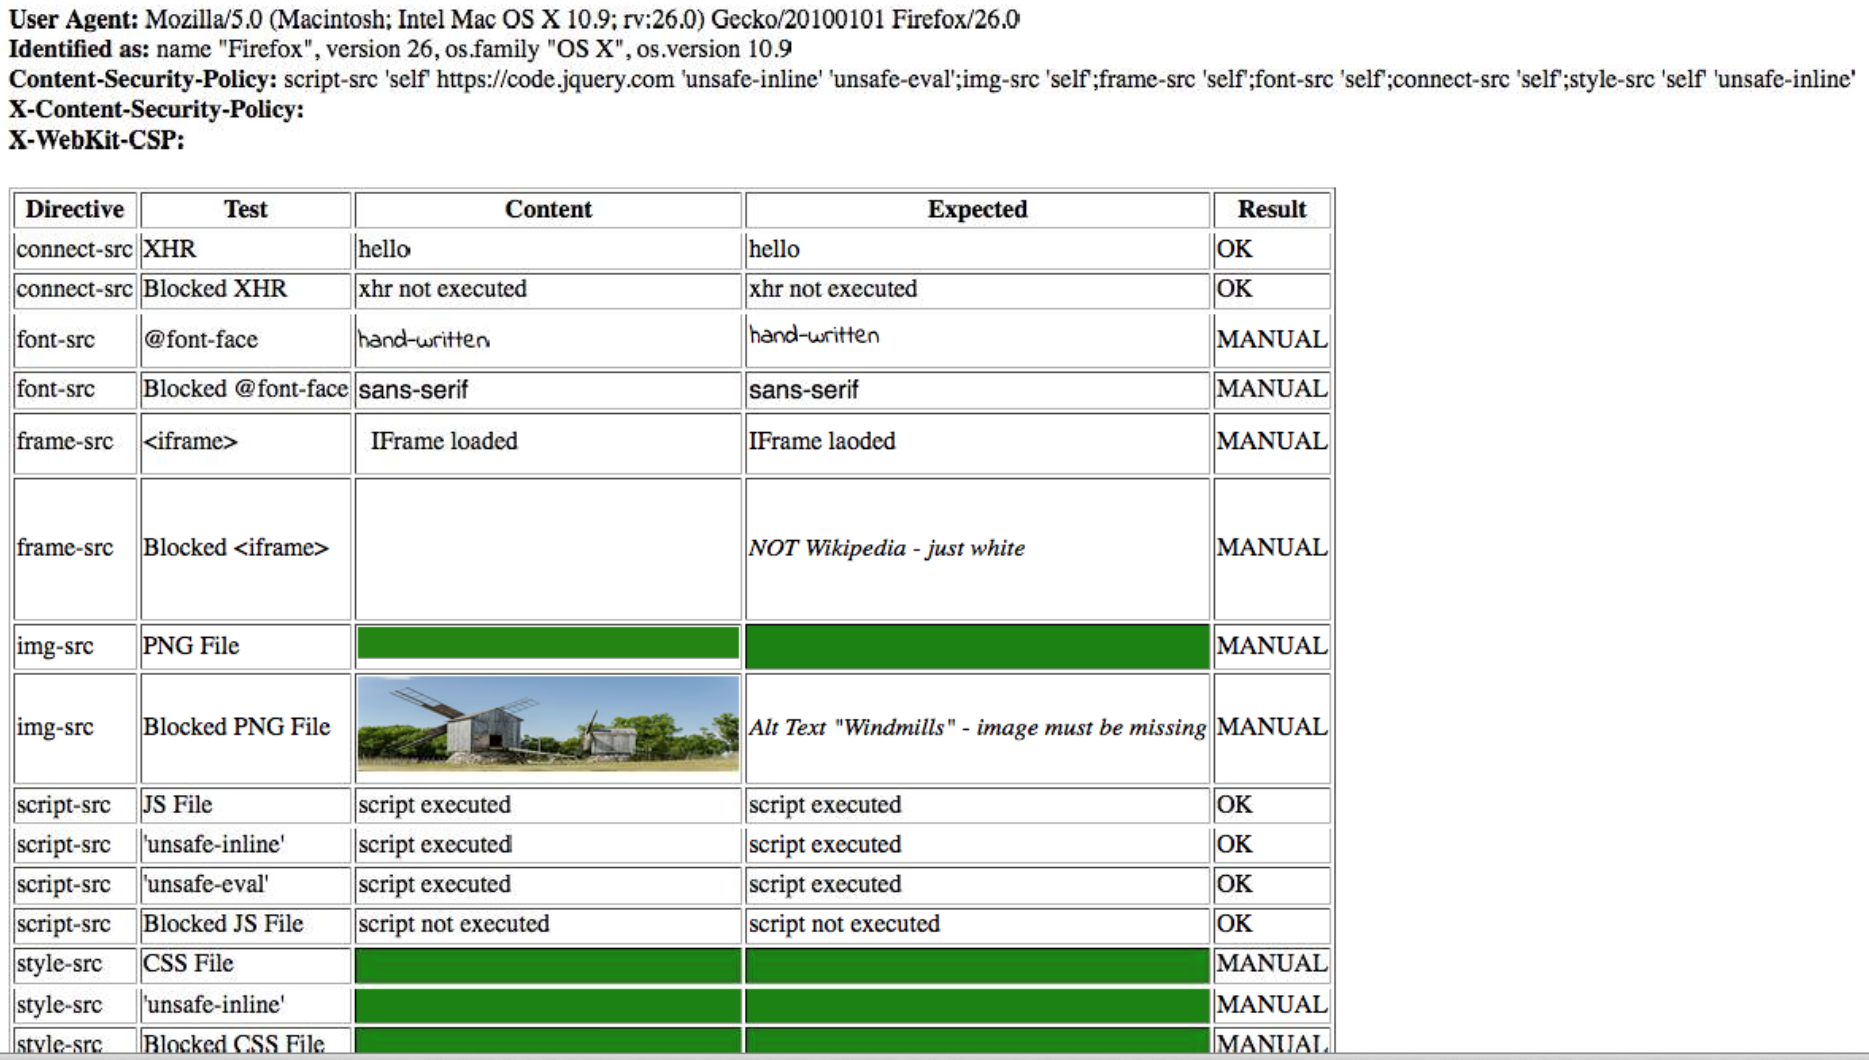 User Agent: Mozilla/5.0 (Macintosh; Intel Mac OS X 10.9; rv:26.0) Gecko/20100101 Firefox/26.0
Identified as: name "Firefox", version 26, os.family "OS X", os.version 10.9
Content-Security-Policy: script-src 'self' https://code.jquery.com 'unsafe-inline' 'unsafe-eval';img-src 'self';frame-src 'self';font-src 'self';connect-src 'self';style-src 'self' 'unsafe-inline'
X-Content-Security-Policy:
X-WebKit-CSP:
Directive Test Content Expected Result
connect-src XHR hello hello OK
connect-src Blocked XHR xhr not executed xhr not executed OK
font-src @font-face hand-written hand-written MANUAL
font-src Blocked @font-face sans-serif sans-serif MANUAL
frame-src <iframe> IFrame loaded IFrame laoded MANUAL
frame-src Blocked <iframe> NOT Wikipedia - just white MANUAL
img-src PNG File MANUAL
img-src Blocked PNG File Alt Text "Windmills" - image must be missing MANUAL
script-src JS File script executed script executed OK
script-src 'unsafe-inline' script executed script executed OK
script-src 'unsafe-eval' script executed script executed OK
script-src Blocked JS File script not executed script not executed OK
style-src CSS File MANUAL
style-src 'unsafe-inline' MANUAL
style-src Blocked CSS File MANUAL